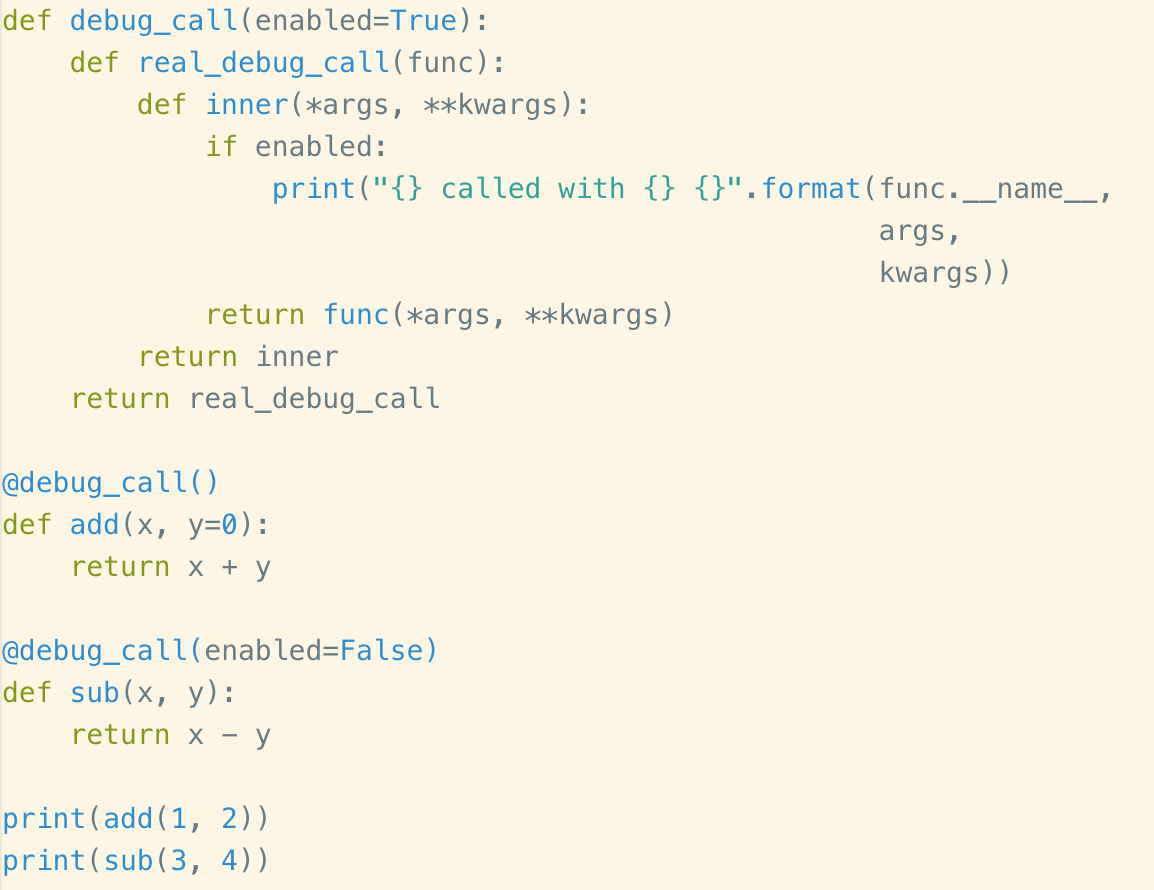 def debug_call(enabled=True):
    def real_debug_call(func):
        def inner(*args, **kwargs):
            if enabled:
                print("{} called with {} {}".format(func.__name__,
                                                    args,
                                                    kwargs))
            return func(*args, **kwargs)
        return inner
    return real_debug_call

@debug_call()
def add(x, y=0):
    return x + y

@debug_call(enabled=False)
def sub(x, y):
    return x - y

print(add(1, 2))
print(sub(3, 4))